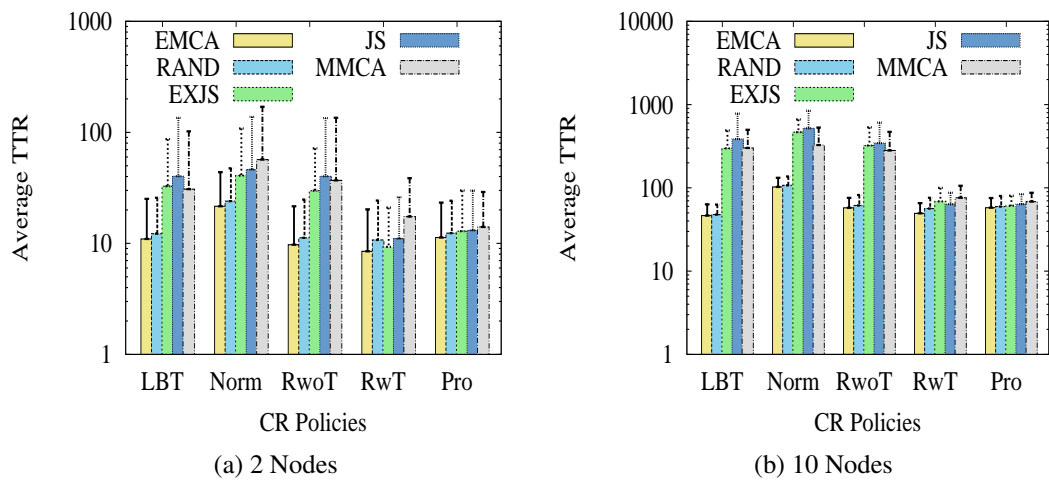 1000
100
10
1
Average TTR
EMCA
RAND
EXJS
JS
MMCA
LBT Norm RwoT RwT Pro
CR Policies
(a) 2 Nodes
10000
1000
100
10
1
Average TTR
EMCA
RAND
EXJS
JS
MMCA
LBT Norm RwoT RwT Pro
CR Policies
(b) 10 Nodes